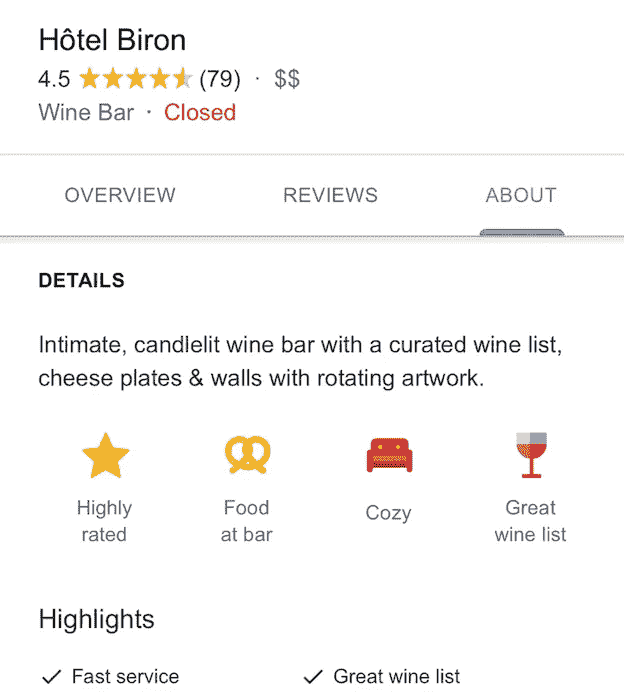 Hôtel Biron
4.5 (79) · $$
Wine Bar · Closed
OVERVIEW REVIEWS ABOUT
DETAILS
Intimate, candlelit wine bar with a curated wine list,
cheese plates & walls with rotating artwork.
Highly rated
Food at bar
Cozy
Great wine list
Highlights
Fast service
Great wine list